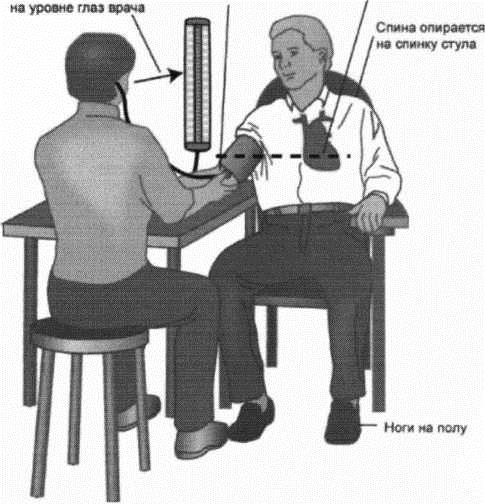 на уровне глаз врача
Спина опирается
на спинку стула
Ноги на полу